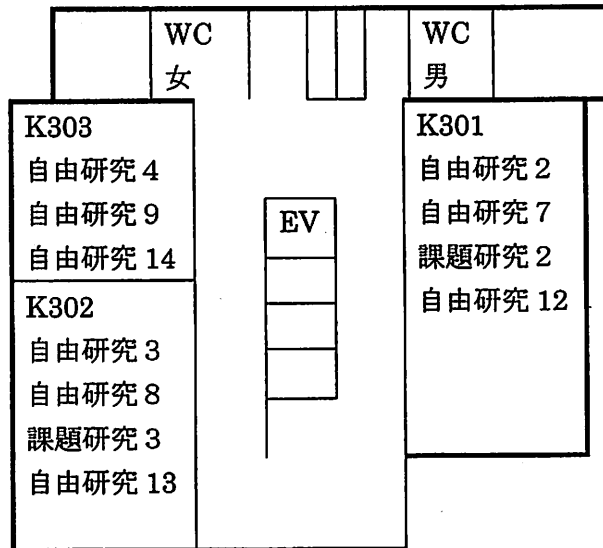 WC
女
WC
男
K303
自由研究 4
自由研究 9
自由研究 14
EV
K301
自由研究 2
自由研究 7
課題研究 2
自由研究 12
K302
自由研究 3
自由研究 8
課題研究 3
自由研究 13